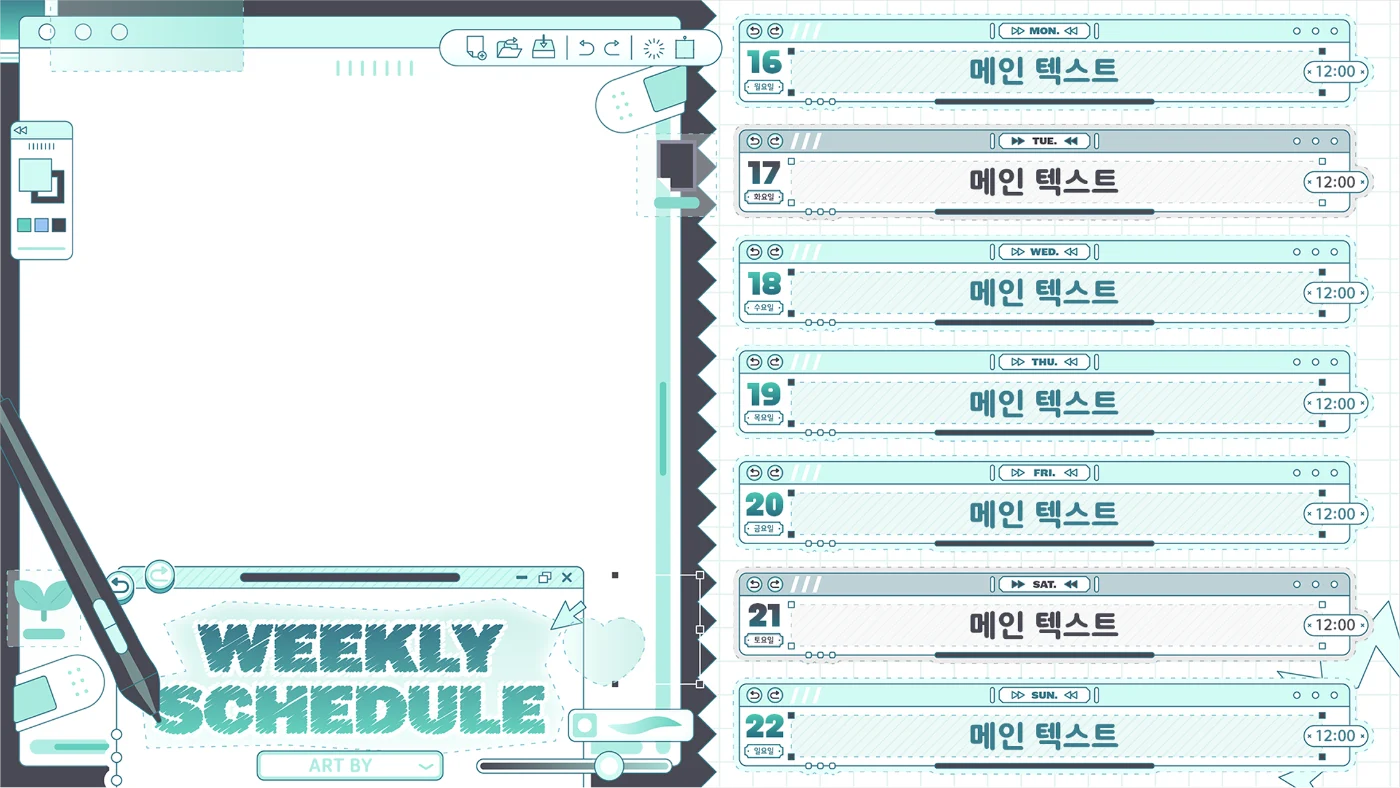 WEEKLY
SCHEDULE
ART BY
MON.
16
월요일
메인 텍스트
12:00
TUE.
17
화요일
메인 텍스트
12:00
WED.
18
수요일
메인 텍스트
12:00
THU.
19
목요일
메인 텍스트
12:00
FRI.
20
금요일
메인 텍스트
12:00
SAT.
21
토요일
메인 텍스트
12:00
SUN.
22
일요일
메인 텍스트
12:00